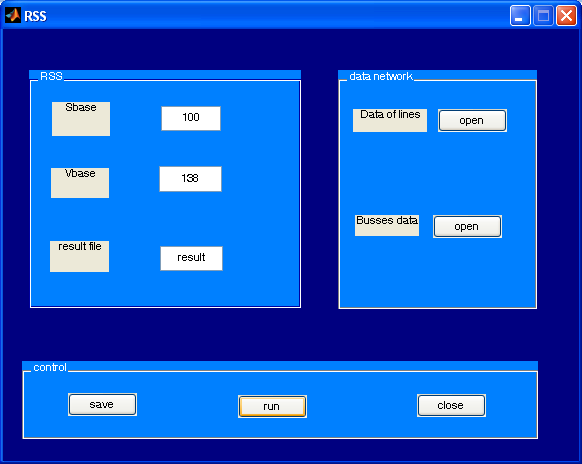 RSS
RSS
Sbase
100
Vbase
138
result file
result
data network
Data of lines
open
Busses data
open
control
save
run
close